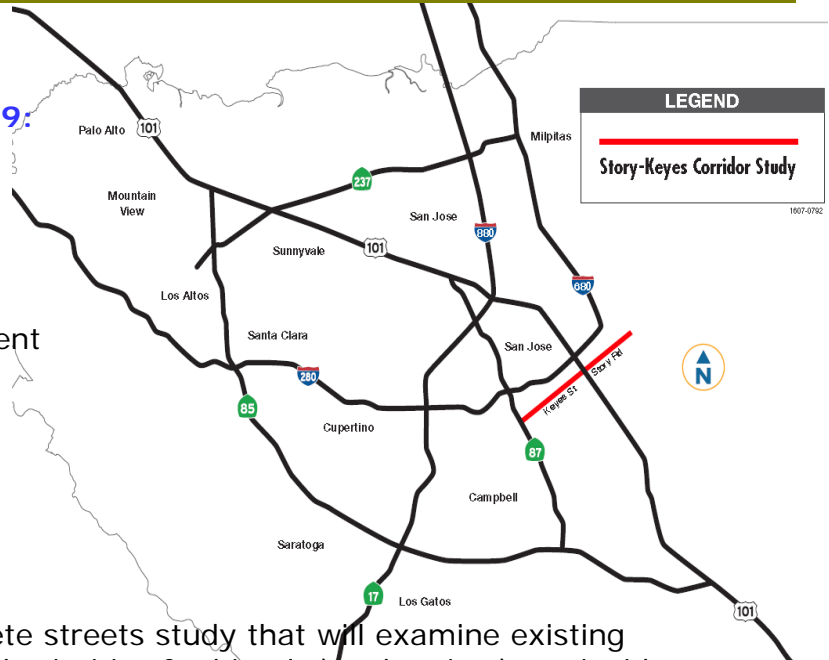 9:
Palo Alto
101
Milpitas
LEGEND
Story-Keyes Corridor Study
1607-0792
237
Mountain
View
San Jose
880
Sunnyvale
101
680
Los Altos
ent
Santa Clara
San Jose
Story Rd
N
280
Keyes St
85
Cupertino
87
Campbell
Saratoga
17
Los Gatos
101
ete streets study that will examine existing